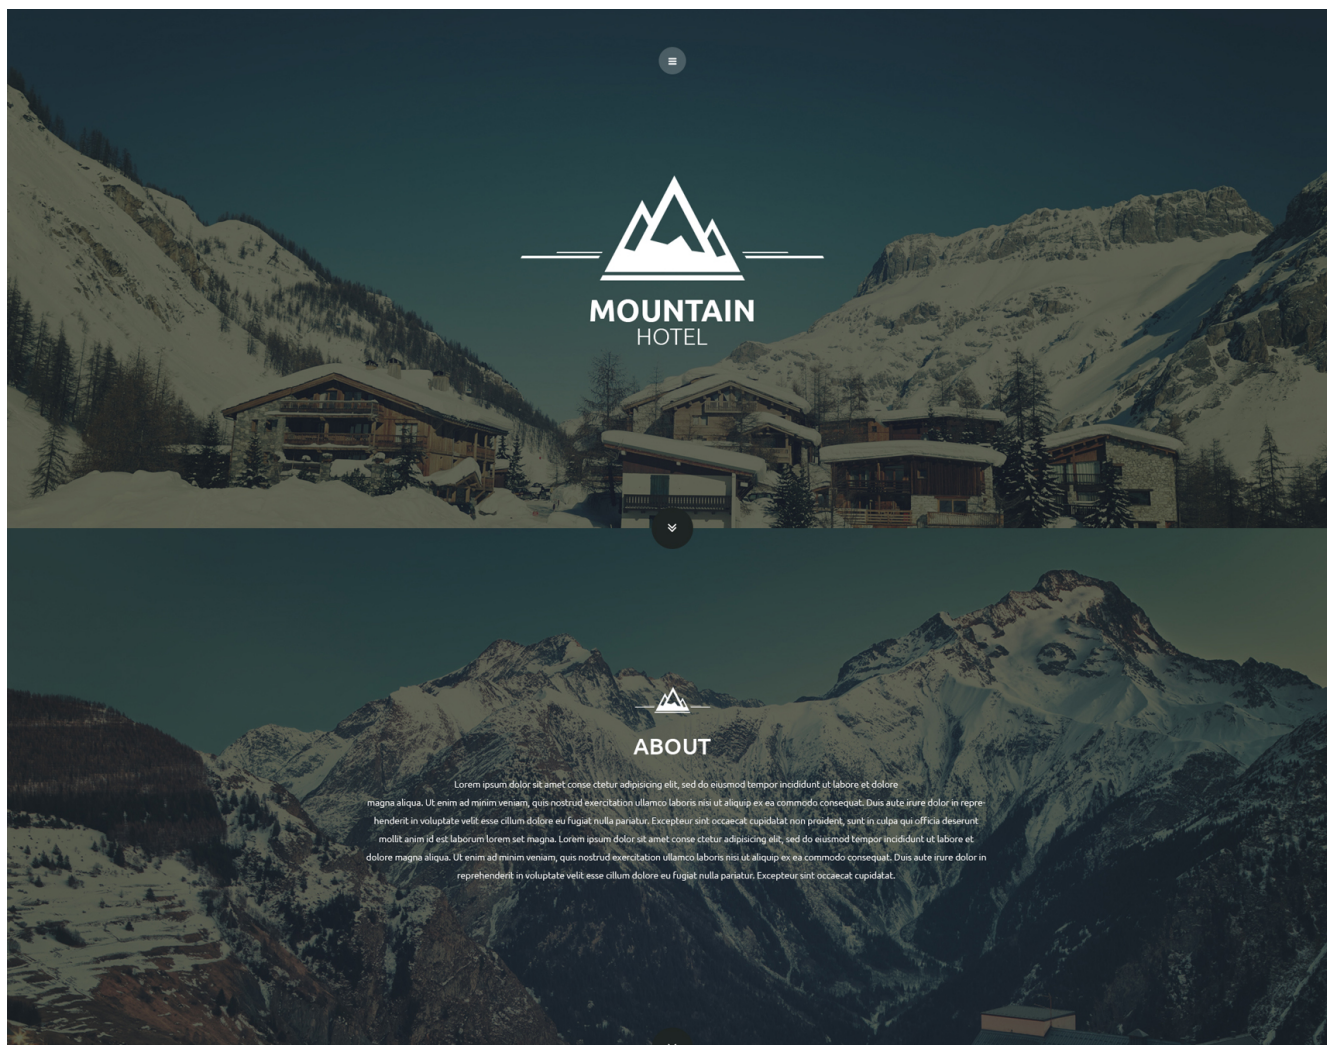 MOUNTAIN
HOTEL
ABOUT
Lorem ipsum dolor sit amet conse ctetur adipisicing elit, sed do eiusmod tempor incididunt ut labore et dolore
magna aliqua. Ut enim ad minim veniam, quis nostrud exercitation ullamco laboris nisi ut aliquip ex ea commodo consequat. Duis aute irure dolor in repre-
henderit in voluptate velit esse cillum dolore eu fugiat nulla pariatur. Excepteur sint occaecat cupidatat non proident, sunt in culpa qui officia deserunt
mollit anim id est laborum lorem set magna. Lorem ipsum dolor sit amet conse ctetur adipisicing elit, sed do eiusmod tempor incididunt ut labore et
dolore magna aliqua. Ut enim ad minim veniam, quis nostrud exercitation ullamco laboris nisi ut aliquip ex ea commodo consequat. Duis aute irure dolor in
reprehenderit in voluptate velit esse cillum dolore eu fugiat nulla pariatur. Excepteur sint occaecat cupidatat.